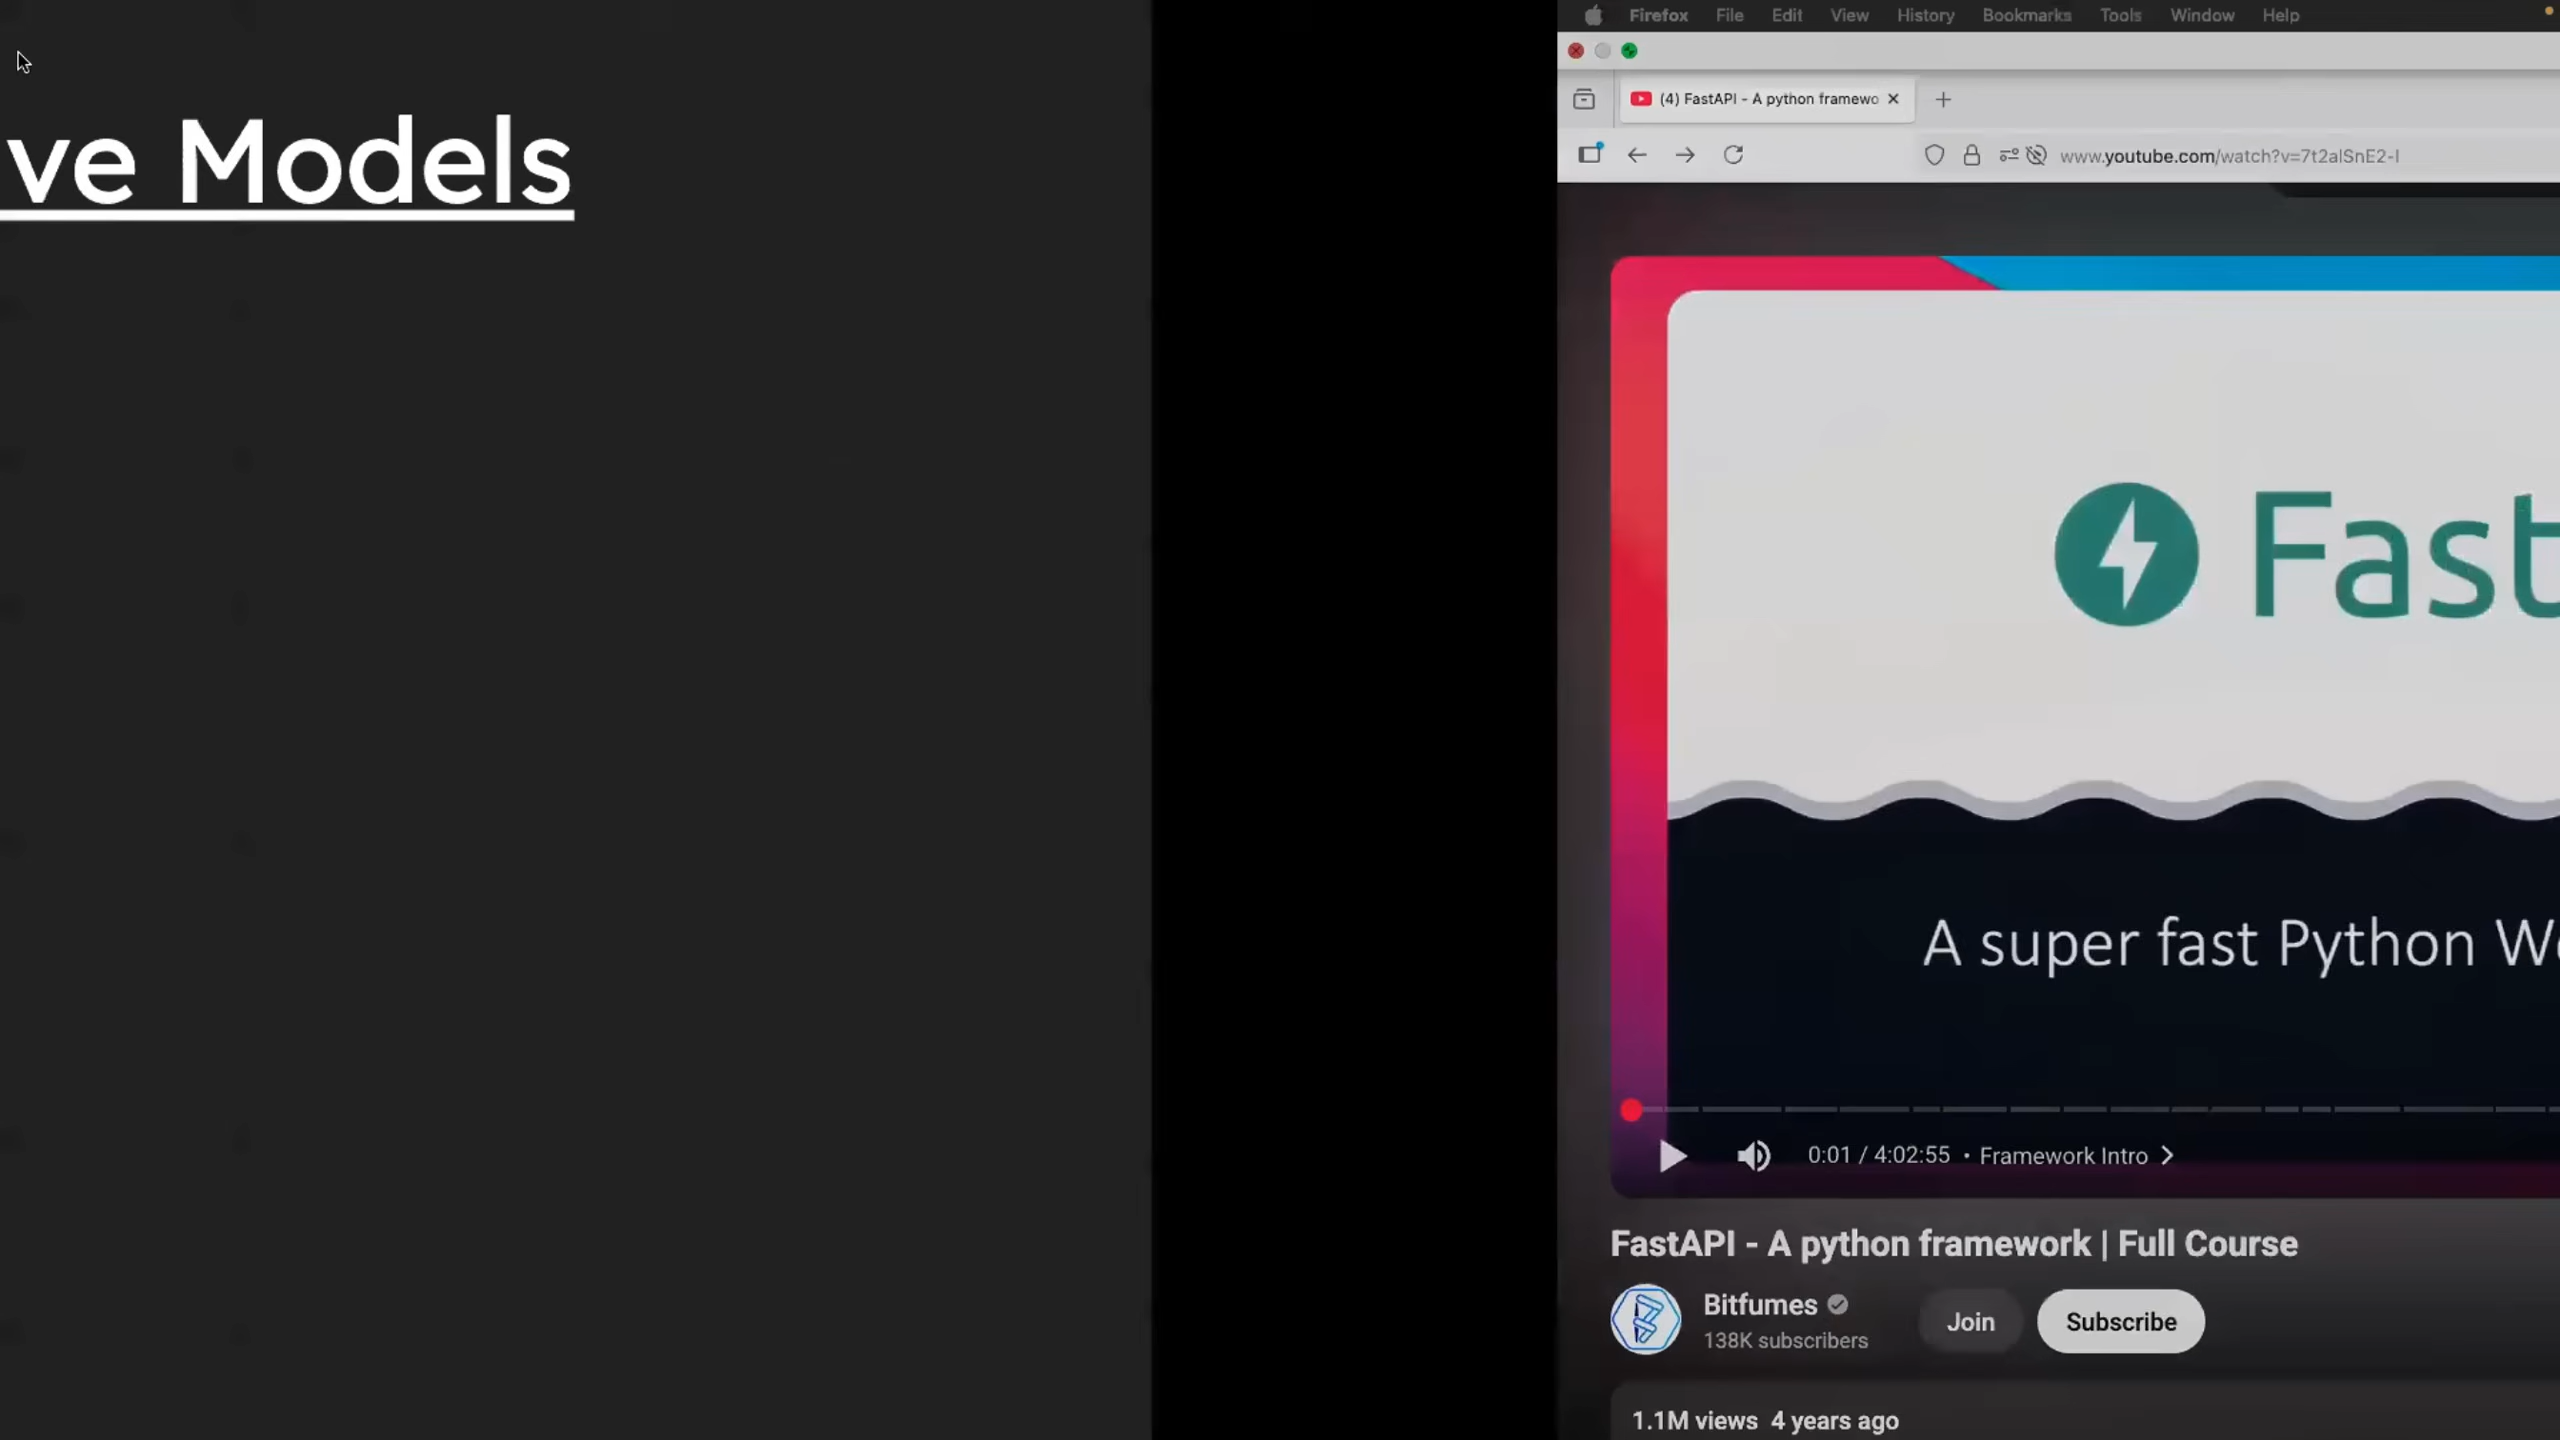 ve Models
Firefox File Edit View History Bookmarks Tools Window Help
(4) FastAPI - A python framewo
www.youtube.com/watch?v=7t2alSnE2-I
Fast
A super fast Python We
0:01 / 4:02:55 • Framework Intro
FastAPI - A python framework | Full Course
Bitfumes
138K subscribers
Join
Subscribe
1.1M views 4 years ago